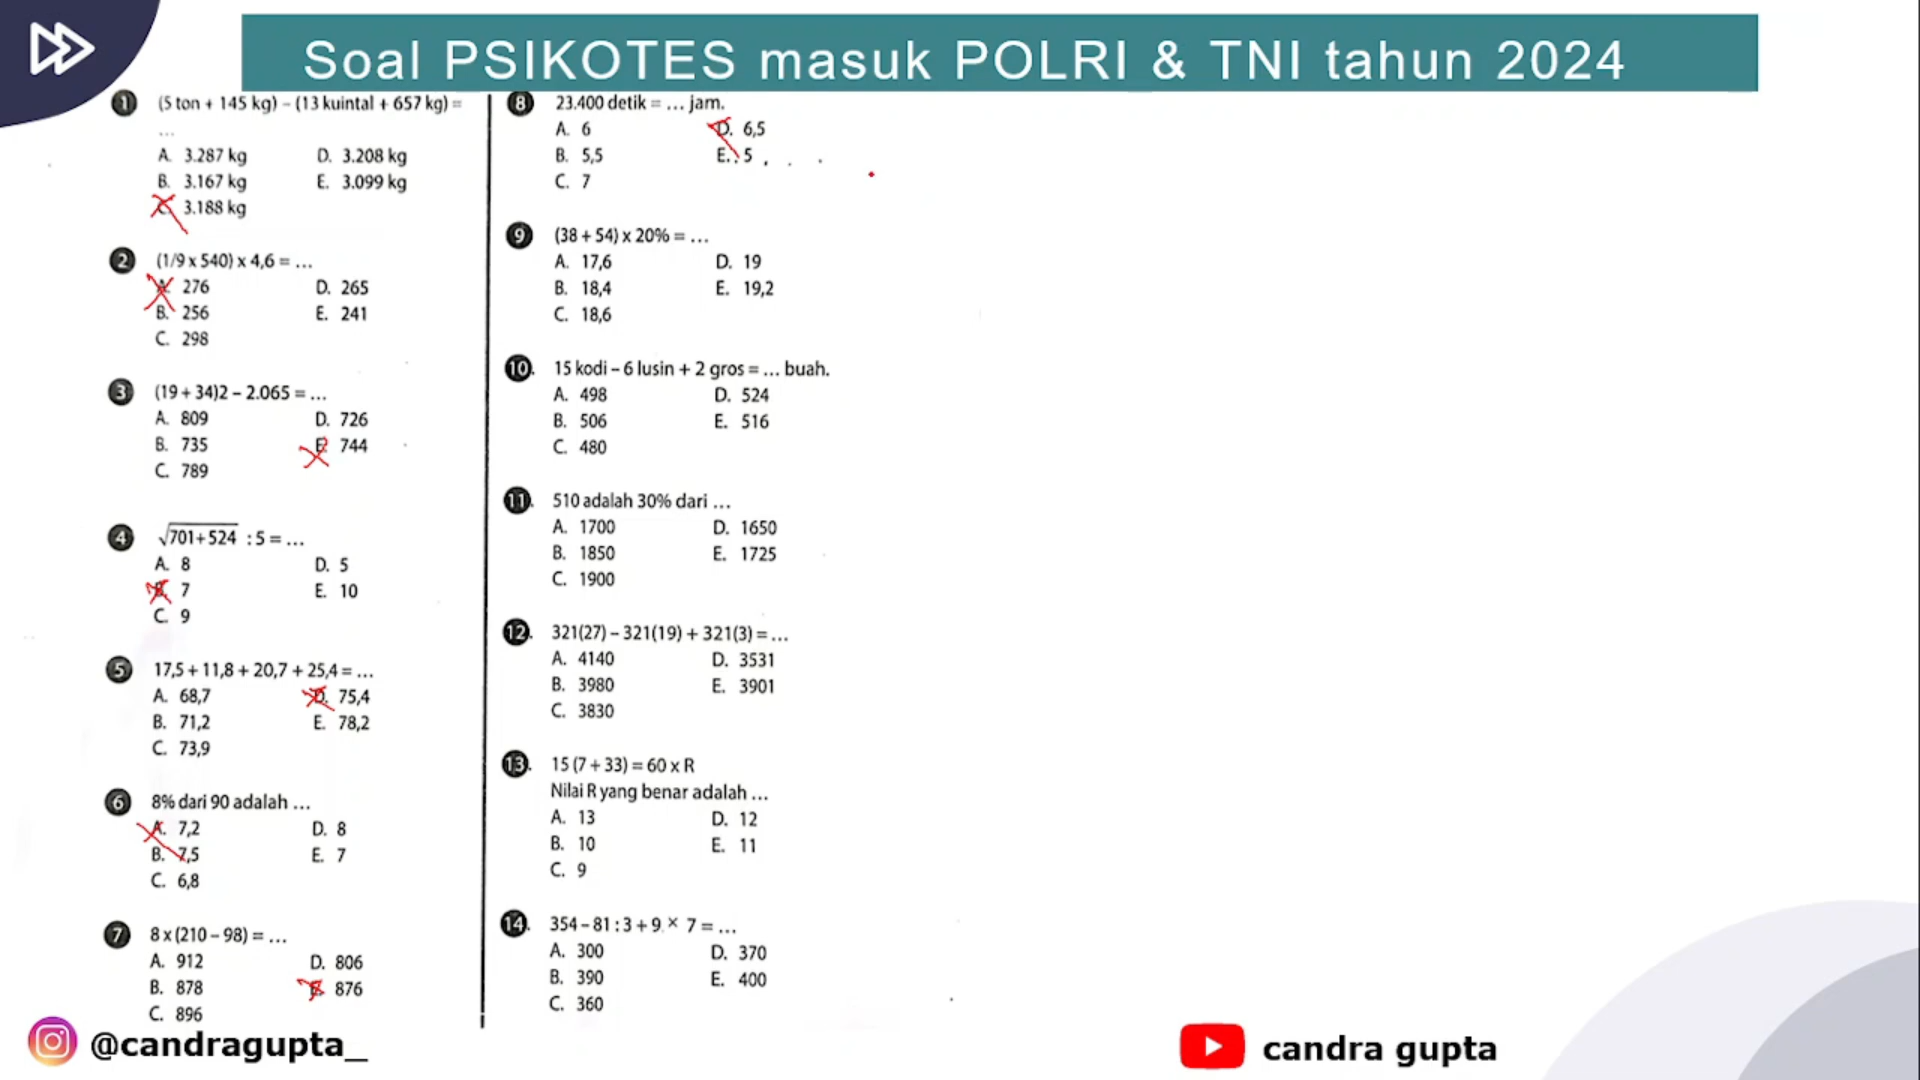 Soal PSIKOTES masuk POLRI & TNI tahun 2024
1 (5 ton + 145 kg) – (13 kuintal + 657 kg) =
...
A. 3.287 kg D. 3.208 kg
B. 3.167 kg E. 3.099 kg
C. 3.188 kg
2 (1/9 x 540) x 4,6 = ...
A. 276 D. 265
B. 256 E. 241
C. 298
3 (19 + 34)2 – 2.065 = ...
A. 809 D. 726
B. 735 E. 744
C. 789
4 √701+524 : 5 = ...
A. 8 D. 5
B. 7 E. 10
C. 9
5 17,5 + 11,8 + 20,7 + 25,4 = ...
A. 68,7 D. 75,4
B. 71,2 E. 78,2
C. 73,9
6 8% dari 90 adalah ...
A. 7,2 D. 8
B. 7,5 E. 7
C. 6,8
7 8 x (210 – 98) = ...
A. 912 D. 806
B. 878 E. 876
C. 896
8 23.400 detik = ... jam.
A. 6 D. 6,5
B. 5,5 E. 5
C. 7
9 (38 + 54) x 20% = ...
A. 17,6 D. 19
B. 18,4 E. 19,2
C. 18,6
10. 15 kodi – 6 lusin + 2 gros = ... buah.
A. 498 D. 524
B. 506 E. 516
C. 480
11. 510 adalah 30% dari ...
A. 1700 D. 1650
B. 1850 E. 1725
C. 1900
12. 321(27) – 321(19) + 321(3) = ...
A. 4140 D. 3531
B. 3980 E. 3901
C. 3830
13. 15 (7 + 33) = 60 x R
Nilai R yang benar adalah ...
A. 13 D. 12
B. 10 E. 11
C. 9
14. 354 – 81 : 3 + 9 × 7 = ...
A. 300 D. 370
B. 390 E. 400
C. 360
@candragupta_
candra gupta